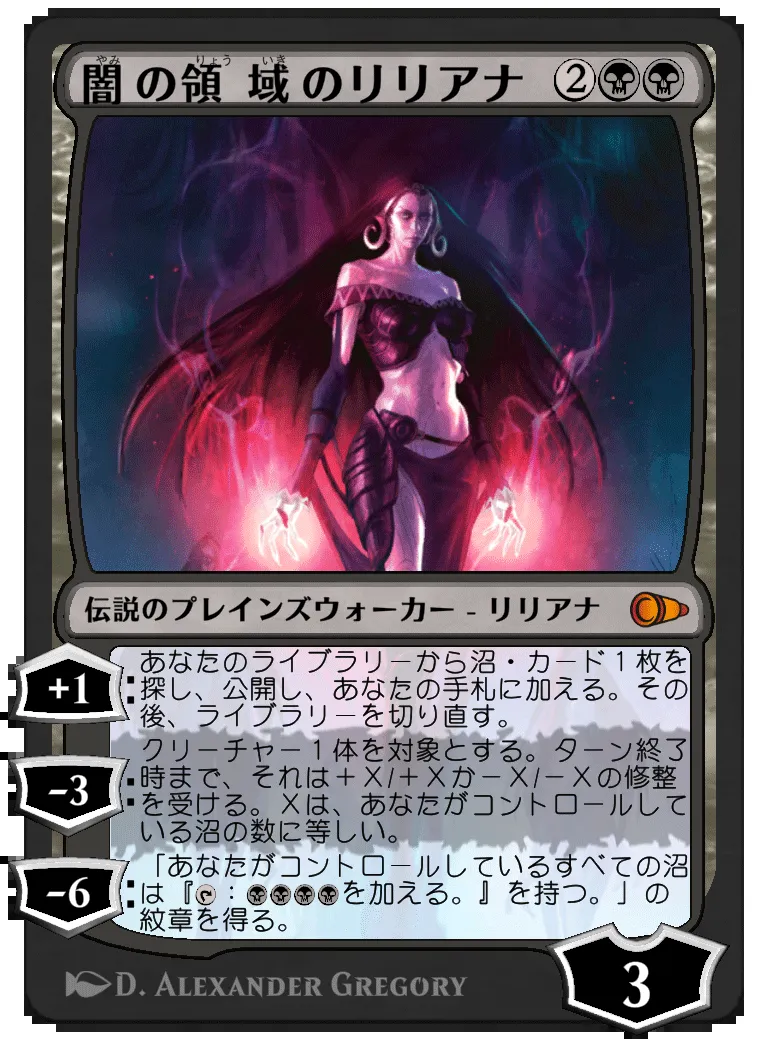 闇の領域のリリアナ 2
やみ りょう いき
伝説のプレインズウォーカー - リリアナ
+1 : あなたのライブラリーから沼・カード1枚を
探し、公開し、あなたの手札に加える。その
後、ライブラリーを切り直す。
-3 : クリーチャー1体を対象とする。ターン終了
時まで、それは+X/+Xか-X/-Xの修整
を受ける。Xは、あなたがコントロールして
いる沼の数に等しい。
-6 : 「あなたがコントロールしているすべての沼
は『:を加える。』を持つ。」の
紋章を得る。
D. ALEXANDER GREGORY
3